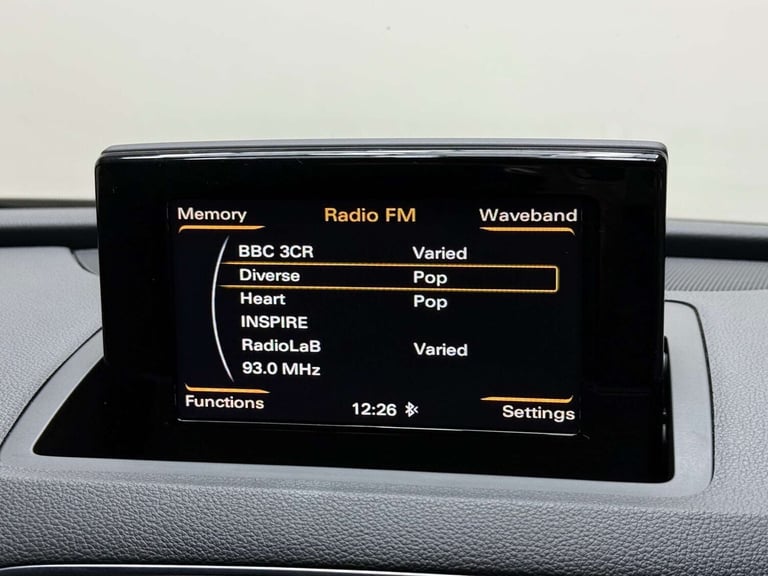 Memory Radio FM Waveband
BBC 3CR Varied
Diverse Pop
Heart Pop
INSPIRE
RadioLaB Varied
93.0 MHz
Functions 12:26 Settings